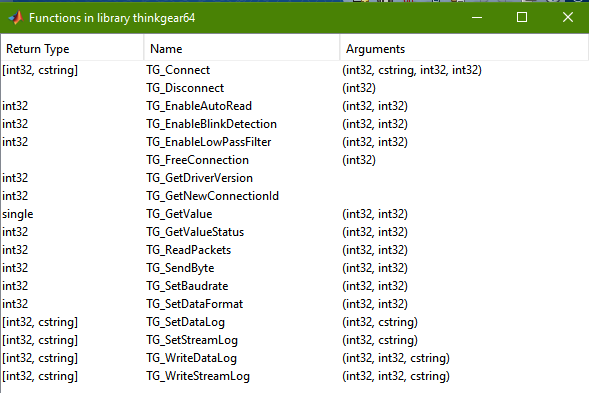 Functions in library thinkgear64
Return Type Name Arguments
[int32, cstring] TG_Connect (int32, cstring, int32, int32)
TG_Disconnect (int32)
int32 TG_EnableAutoRead (int32, int32)
int32 TG_EnableBlinkDetection (int32, int32)
int32 TG_EnableLowPassFilter (int32, int32)
TG_FreeConnection (int32)
int32 TG_GetDriverVersion
int32 TG_GetNewConnectionId
single TG_GetValue (int32, int32)
int32 TG_GetValueStatus (int32, int32)
int32 TG_ReadPackets (int32, int32)
int32 TG_SendByte (int32, int32)
int32 TG_SetBaudrate (int32, int32)
int32 TG_SetDataFormat (int32, int32)
[int32, cstring] TG_SetDataLog (int32, cstring)
[int32, cstring] TG_SetStreamLog (int32, cstring)
[int32, cstring] TG_WriteDataLog (int32, int32, cstring)
[int32, cstring] TG_WriteStreamLog (int32, int32, cstring)